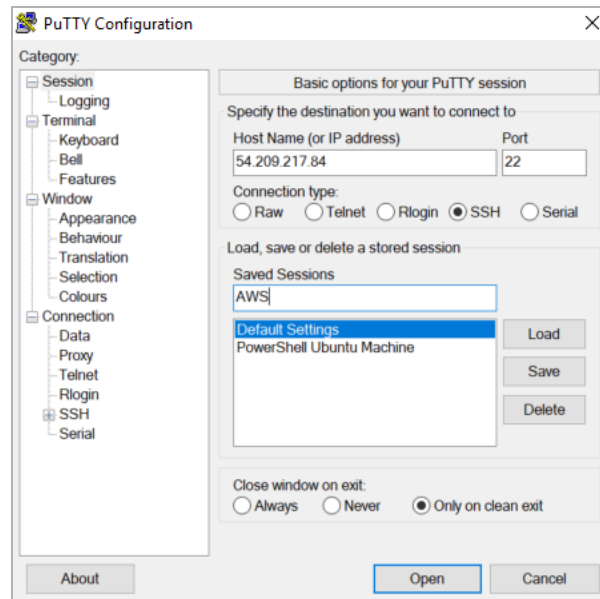 PuTTY Configuration
Category:
Session
Logging
Terminal
Keyboard
Bell
Features
Window
Appearance
Behaviour
Translation
Selection
Colours
Connection
Data
Proxy
Telnet
Rlogin
SSH
Serial
Basic options for your PuTTY session
Specify the destination you want to connect to
Host Name (or IP address) Port
54.209.217.84 22
Connection type:
Raw Telnet Rlogin SSH Serial
Load, save or delete a stored session
Saved Sessions
AWS
Default Settings
PowerShell Ubuntu Machine
Load
Save
Delete
Close window on exit:
Always Never Only on clean exit
About Open Cancel